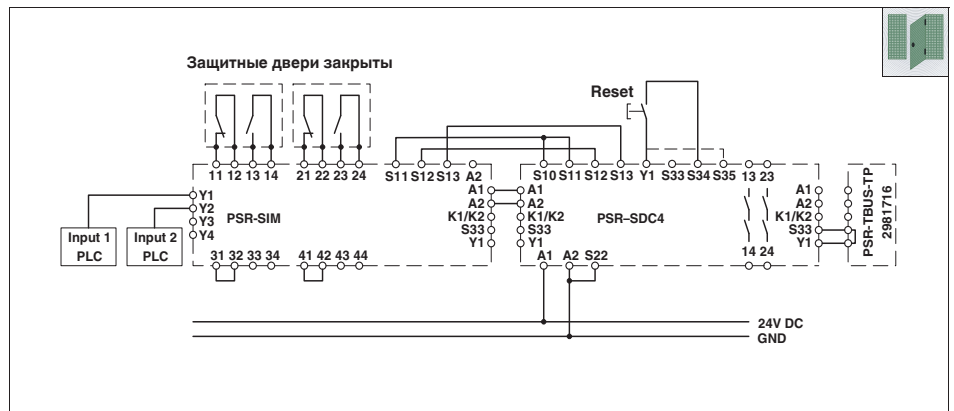 Защитные двери закрыты
Reset
11 12 13 14 21 22 23 24 S11 S12 S13 A2
S10 S11 S12 S13 Y1 S33 S34 S35 13 23
Y1
Y2
Y3
Y4
PSR-SIM
A1
A2
K1/K2
S33
Y1
A1
A2
K1/K2
S33
Y1
PSR–SDC4
A1
A2
K1/K2
S33
Y1
PSR-TBUS-TP
2981716
Input 1
PLC
Input 2
PLC
31 32 33 34 41 42 43 44
A1 A2 S22
14 24
24V DC
GND